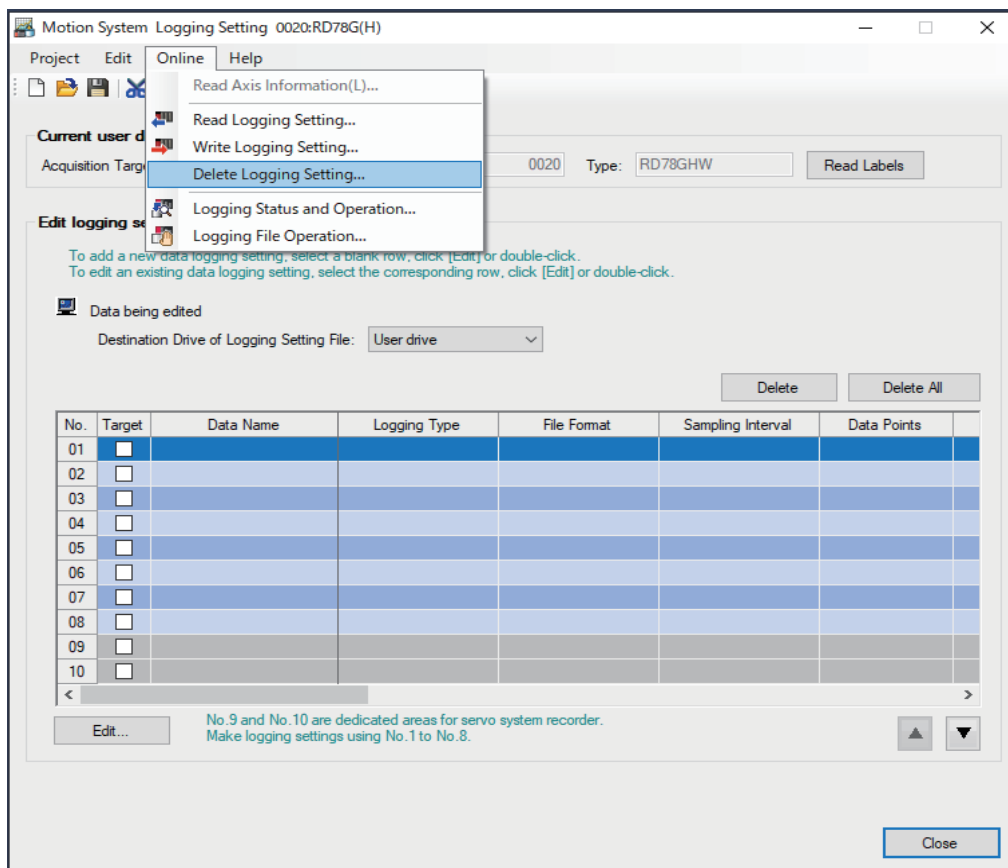 Motion System Logging Setting 0020:RD78G(H)
Project Edit Online Help
Read Axis Information(L)...
Read Logging Setting...
Write Logging Setting...
Delete Logging Setting...
Logging Status and Operation...
Logging File Operation...
Current user d
Acquisition Targe 0020 Type: RD78GHW Read Labels
Edit logging se
To add a new data logging setting, select a blank row, click [Edit] or double-click.
To edit an existing data logging setting, select the corresponding row, click [Edit] or double-click.
Data being edited
Destination Drive of Logging Setting File: User drive
Delete Delete All
No. Target Data Name Logging Type File Format Sampling Interval Data Points
01
02
03
04
05
06
07
08
09
10
Edit...
No.9 and No.10 are dedicated areas for servo system recorder.
Make logging settings using No.1 to No.8.
Close